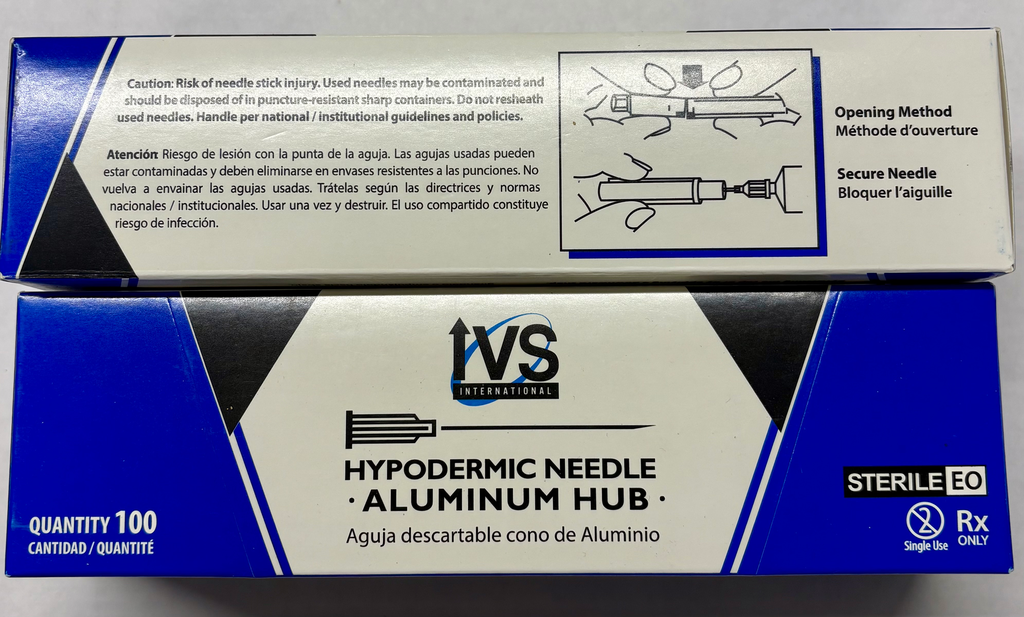 Caution: Risk of needle stick injury. Used needles may be contaminated and
should be disposed of in puncture-resistant sharp containers. Do not resheath
used needles. Handle per national / institutional guidelines and policies.
Atención: Riesgo de lesión con la punta de la aguja. Las agujas usadas pueden
estar contaminadas y deben eliminarse en envases resistentes a las punciones. No
vuelva a envainar las agujas usadas. Trátelas según las directrices y normas
nacionales / institucionales. Usar una vez y destruir. El uso compartido constituye
riesgo de infección.
Opening Method
Méthode d'ouverture
Secure Needle
Bloquer l'aiguille
IVS
INTERNATIONAL
HYPODERMIC NEEDLE
· ALUMINUM HUB ·
Aguja descartable cono de Aluminio
QUANTITY 100
CANTIDAD / QUANTITÉ
STERILE EO
2
Single Use
Rx
ONLY